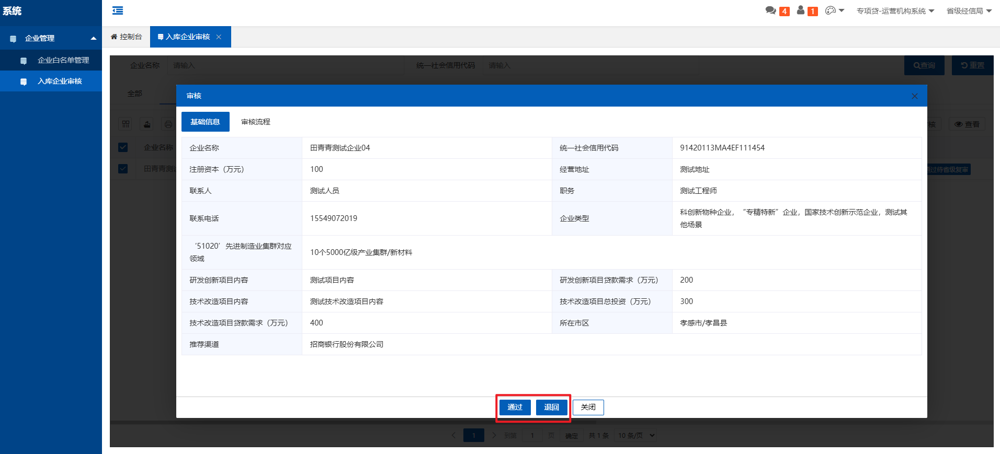 系统
4
1
专项贷-运营机构系统
省级经信局
企业管理
企业白名单管理
入库企业审核
控制台
入库企业审核
企业名称
请输入
统一社会信用代码
请输入
查询
重置
全部
审核
基础信息
审核流程
核
查看
企业名称
田青青测试
通过待省级复审
企业名称
田青青测试企业04
统一社会信用代码
91420113MA4EF111454
注册资本（万元）
100
经营地址
测试地址
联系人
测试人员
职务
测试工程师
联系电话
15549072019
企业类型
科创新物种企业，“专精特新”企业，国家技术创新示范企业，测试其
他场景
‘51020’先进制造业集群对应
领域
10个5000亿级产业集群/新材料
研发创新项目内容
测试项目内容
研发创新项目贷款需求（万元）
200
技术改造项目内容
测试技术改造项目内容
技术改造项目总投资（万元）
300
技术改造项目贷款需求（万元）
400
所在市区
孝感市/孝昌县
推荐渠道
招商银行股份有限公司
通过
退回
关闭
1
到第
1
页
确定
共 1 条
10 条/页